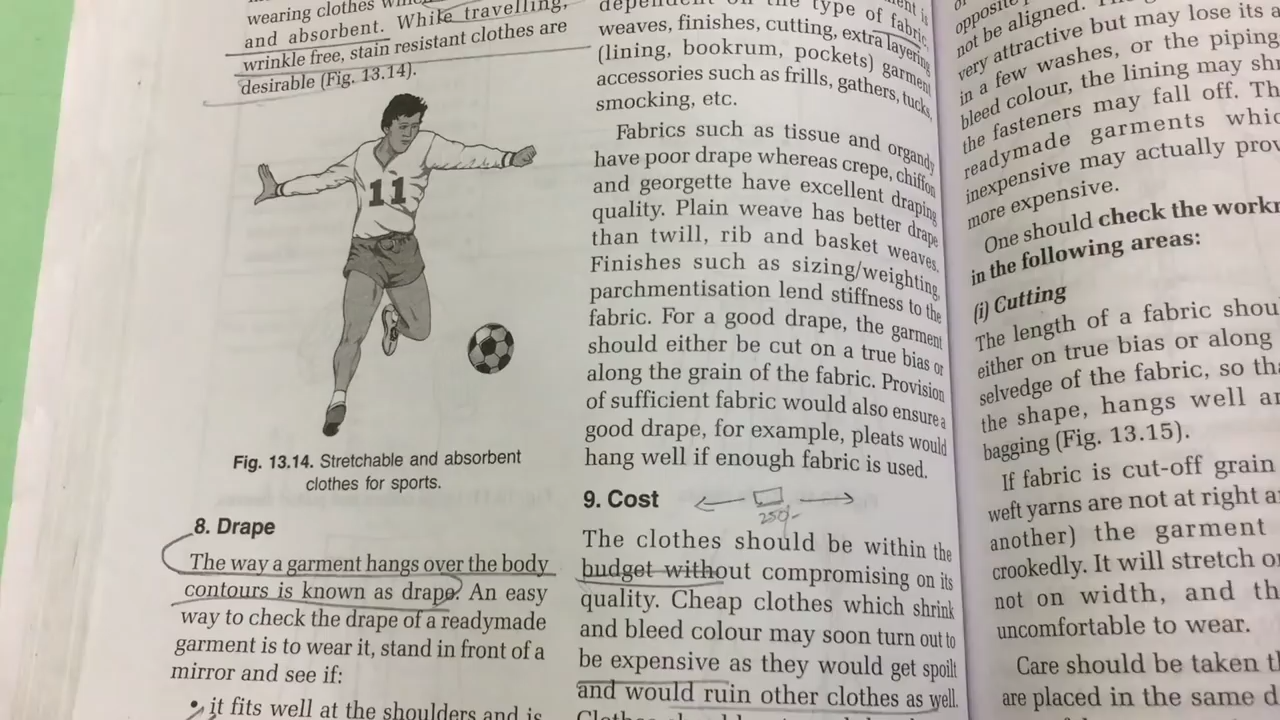 wearing clothes
and absorbent. While travelling,
wrinkle free, stain resistant clothes are
desirable (Fig. 13.14).
11
Fig. 13.14. Stretchable and absorbent
clothes for sports.
8. Drape
The way a garment hangs over the body
contours is known as drape. An easy
way to check the drape of a readymade
garment is to wear it, stand in front of a
mirror and see if:
• it fits well at the shoulders and is
the type of fabric,
weaves, finishes, cutting, extra layering
(lining, bookrum, pockets) garment
accessories such as frills, gathers, tucks,
smocking, etc.
Fabrics such as tissue and organdy
have poor drape whereas crepe, chiffon
and georgette have excellent draping
quality. Plain weave has better drape
than twill, rib and basket weaves.
Finishes such as sizing/weighting,
parchmentisation lend stiffness to the
fabric. For a good drape, the garment
should either be cut on a true bias or
along the grain of the fabric. Provision
of sufficient fabric would also ensure a
good drape, for example, pleats would
hang well if enough fabric is used.
9. Cost
250/-
The clothes should be within the
budget without compromising on its
quality. Cheap clothes which shrink
and bleed colour may soon turn out to
be expensive as they would get spoilt
and would ruin other clothes as well.
opposite
not be aligned.
very attractive but may lose its
in a few washes, or the piping
bleed colour, the lining may
the fasteners may fall off.
readymade garments
inexpensive may actually
more expensive.
One should check the
in the following areas:
(i) Cutting
The length of a fabric
either on true bias or along
selvedge of the fabric, so
the shape, hangs well
bagging (Fig. 13.15).
If fabric is cut-off grain
weft yarns are not at right
another) the garment
crookedly. It will stretch
not on width, and
uncomfortable to wear.
Care should be taken
are placed in the same